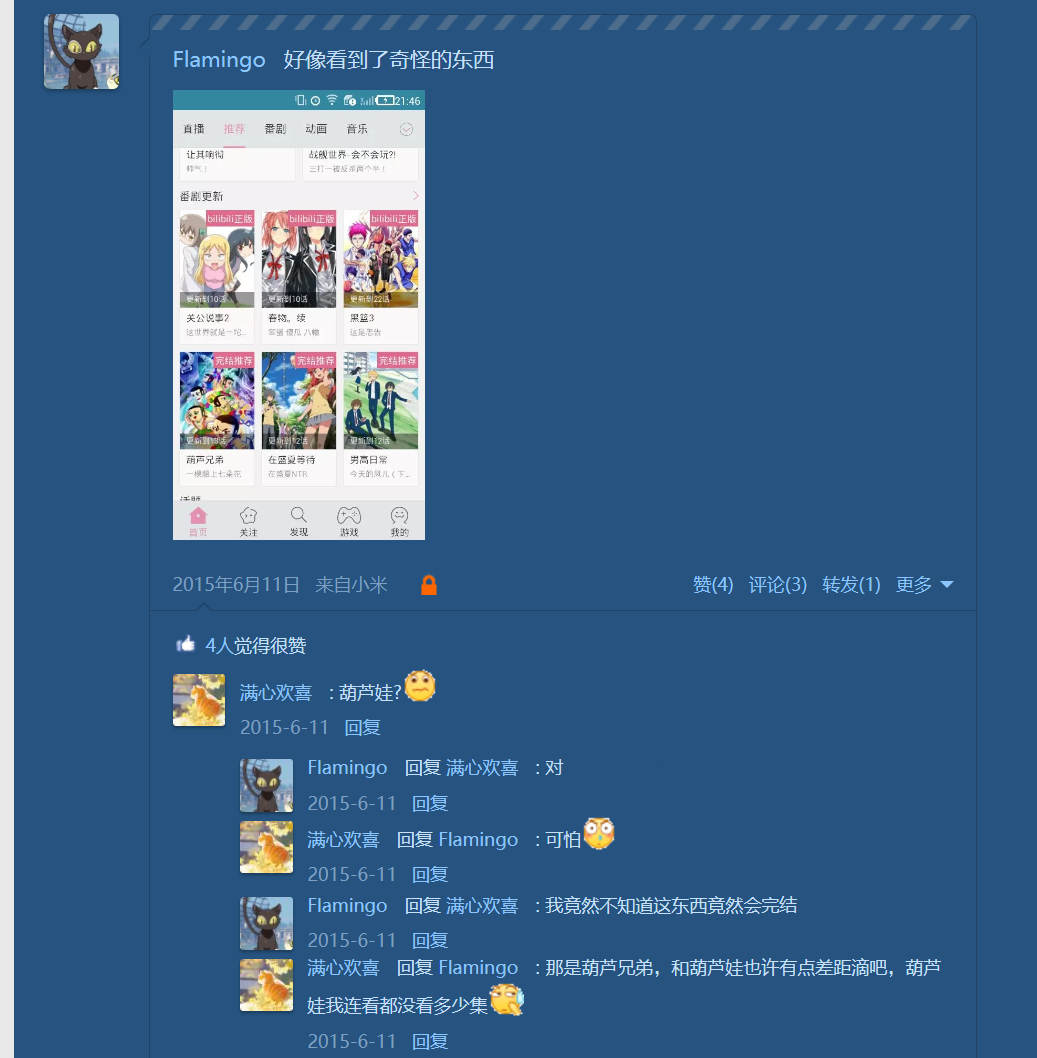 Flamingo 好像看到了奇怪的东西
21:46
直播 推荐 番剧 动画 音乐
让其响彻 战舰世界-会不会玩?!
帅气！ 三打一被反杀两个半！
番剧更新
bilibili正版 bilibili正版 bilibili正版
更新到10话 更新到10话 更新到22话
关公说事2 春物。续 黑篮3
这世界就是一坨... 笨蛋 傻瓜 八幡 这是忠告
完结推荐 完结推荐 完结推荐
更新到13话 更新到12话 更新到12话
葫芦兄弟 在盛夏等待 男高日常
一棵藤上七朵花 在盛夏NTR 今天的风儿（下...
话题
首页 关注 发现 游戏 我的
2015年6月11日 来自小米 赞(4) 评论(3) 转发(1) 更多
4人觉得很赞
满心欢喜 : 葫芦娃?
2015-6-11 回复
Flamingo 回复 满心欢喜 : 对
2015-6-11 回复
满心欢喜 回复 Flamingo : 可怕
2015-6-11 回复
Flamingo 回复 满心欢喜 : 我竟然不知道这东西竟然会完结
2015-6-11 回复
满心欢喜 回复 Flamingo : 那是葫芦兄弟，和葫芦娃也许有点差距滴吧，葫芦
娃我连看都没看多少集
2015-6-11 回复